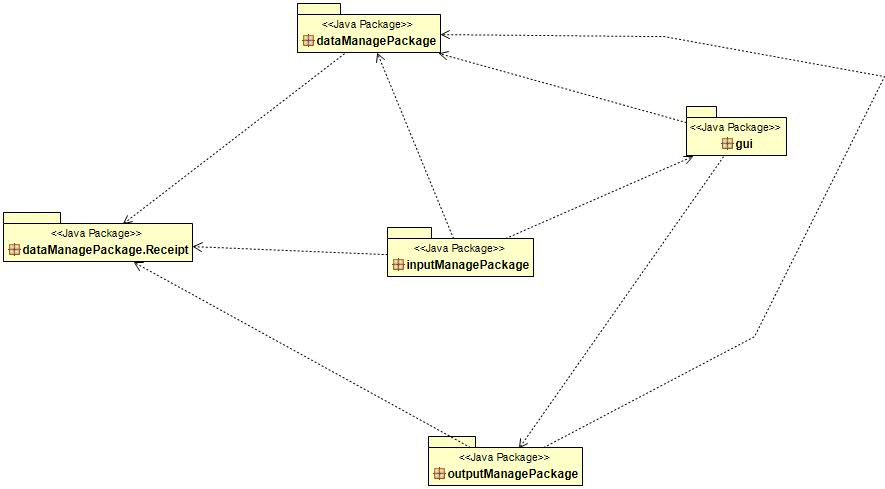 <<Java Package>>
dataManagePackage
<<Java Package>>
gui
<<Java Package>>
dataManagePackage.Receipt
<<Java Package>>
inputManagePackage
<<Java Package>>
outputManagePackage